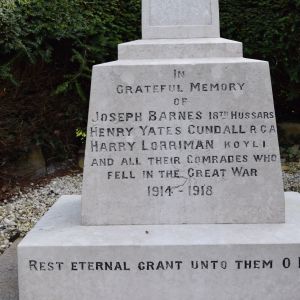 IN
GRATEFUL MEMORY
OF
JOSEPH BARNES 18TH HUSSARS
HENRY YATES CUNDALL R.G.A
HARRY LORRIMAN K O Y L I
AND ALL THEIR COMRADES WHO
FELL IN THE GREAT WAR
1914 - 1918
REST ETERNAL GRANT UNTO THEM O